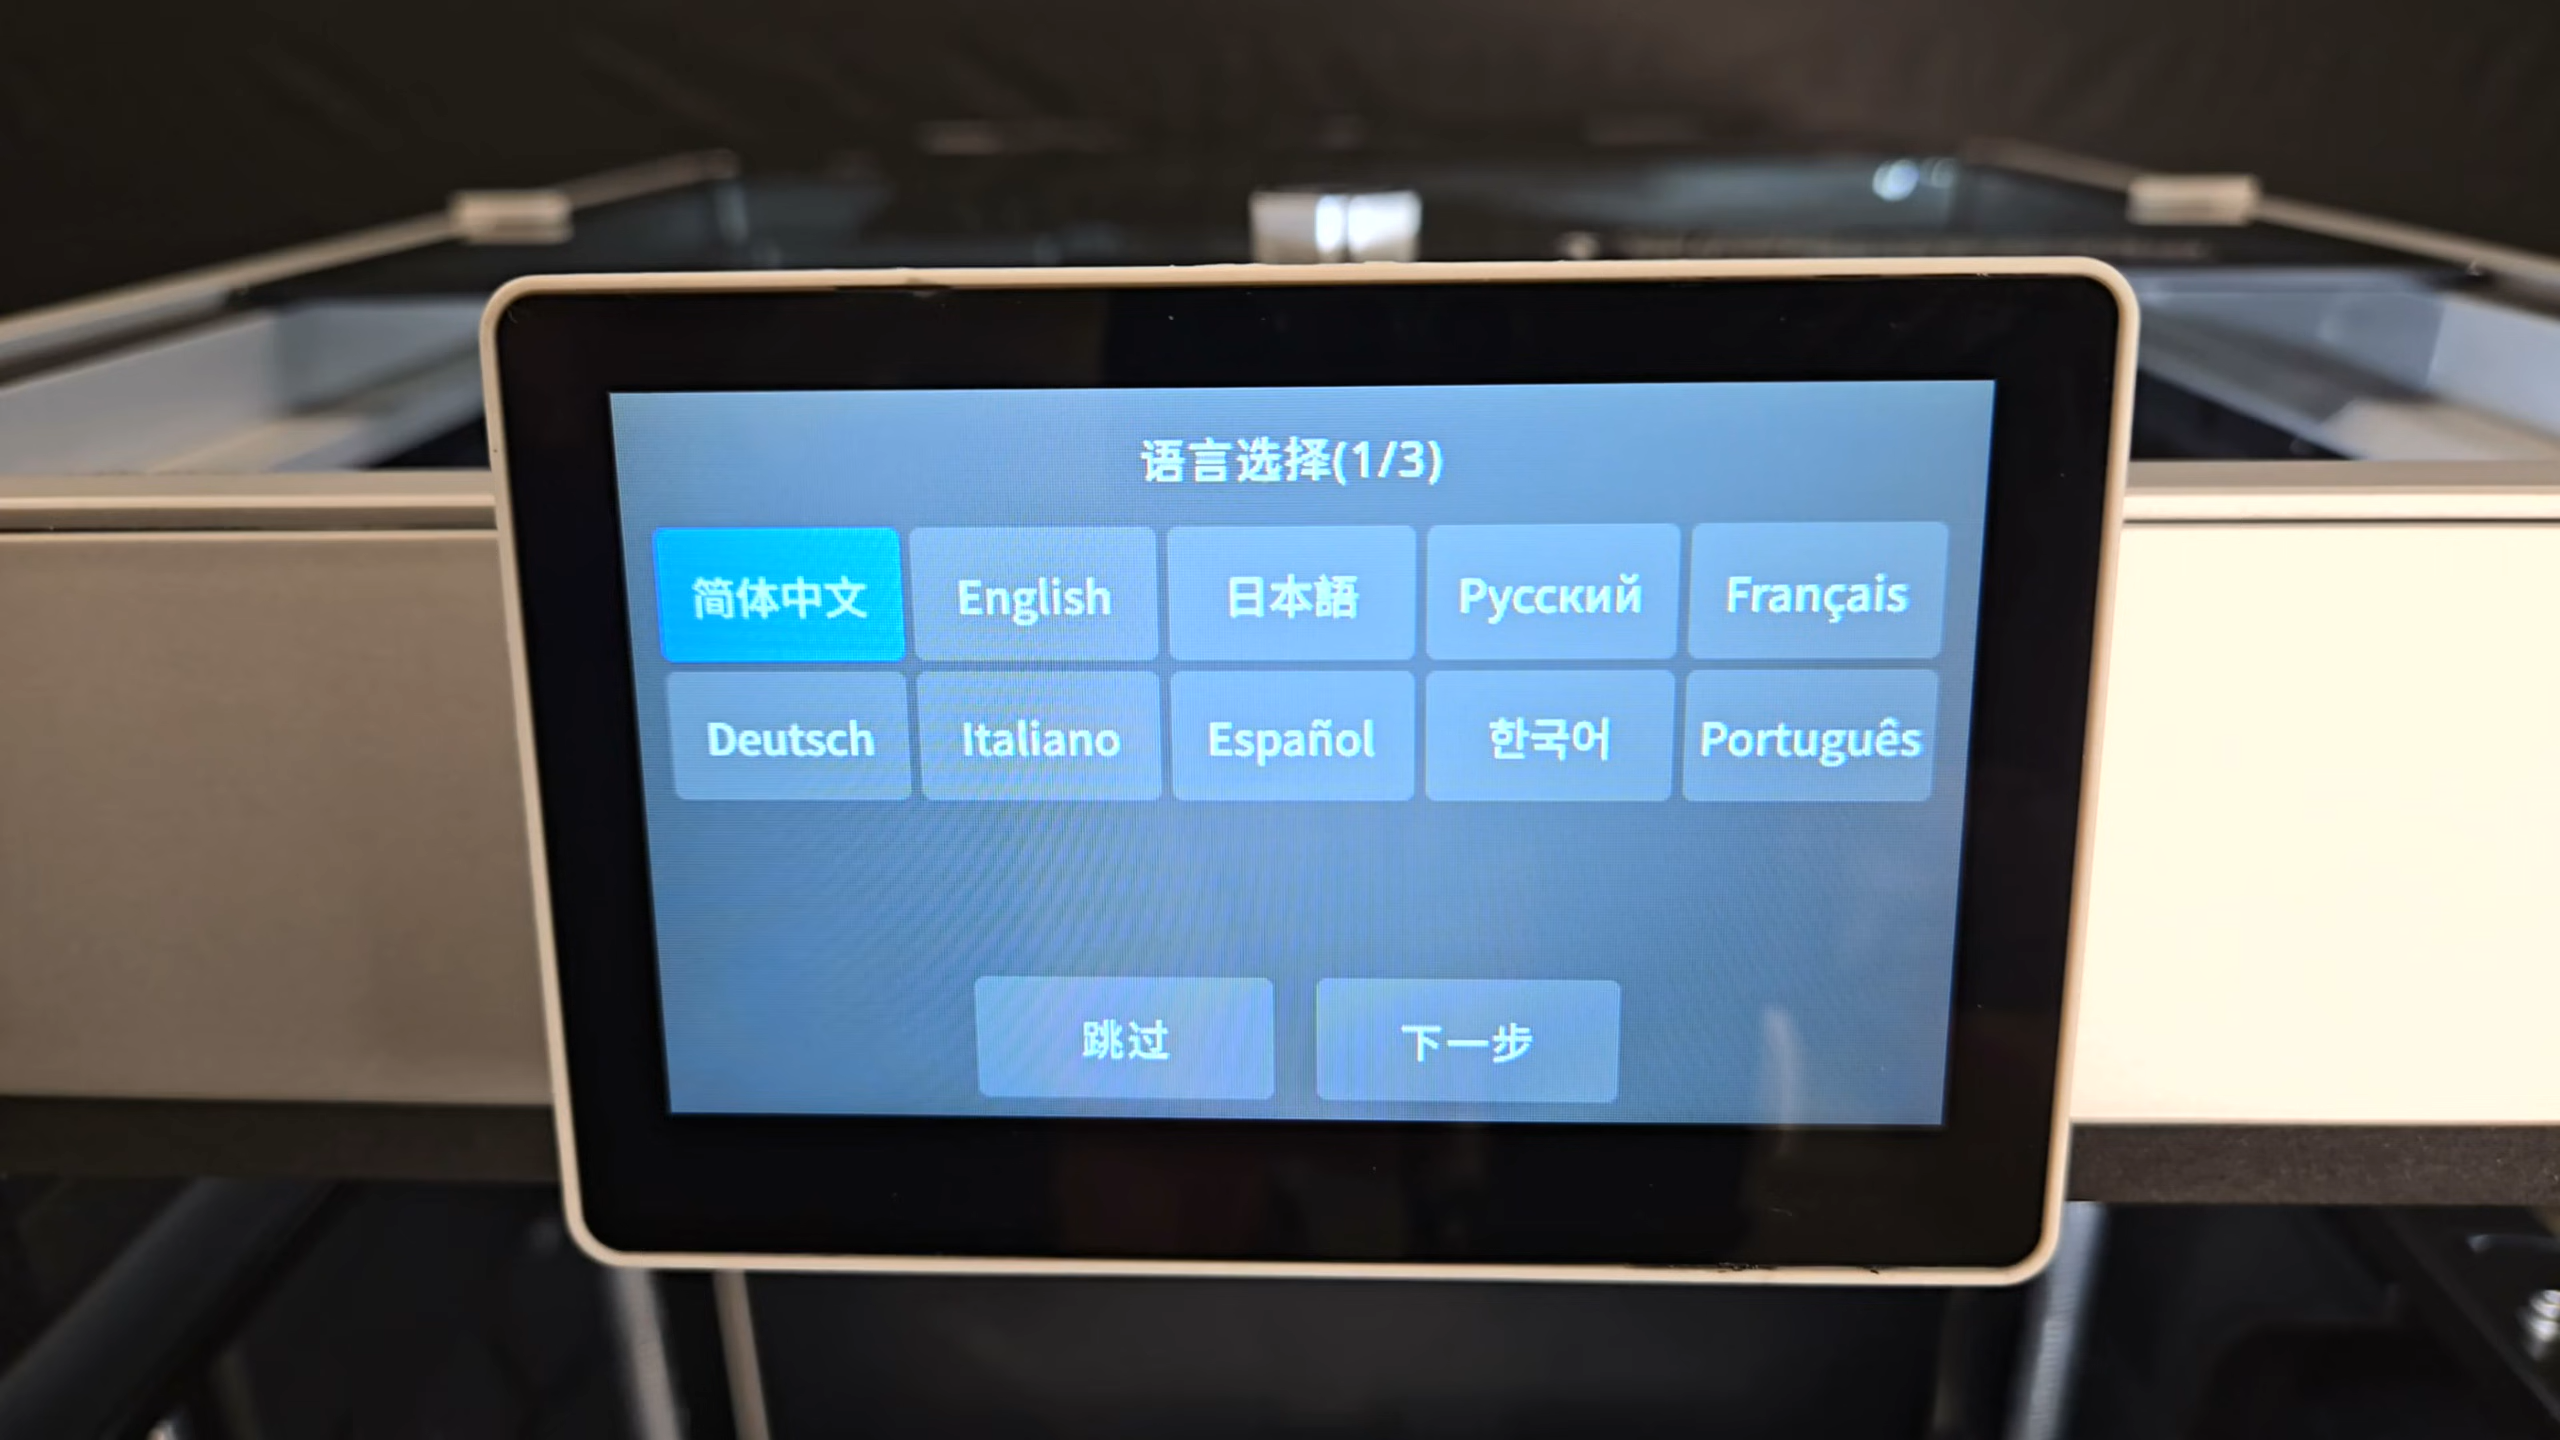 语言选择(1/3)
简体中文 English 日本語 Русский Français
Deutsch Italiano Español 한국어 Português
跳过 下一步